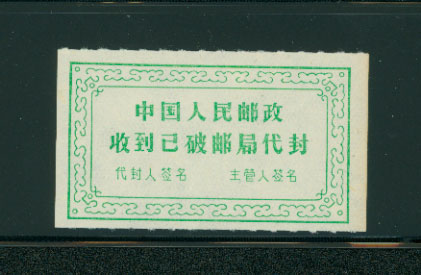 中国人民邮政
收到已破邮局代封
代封人签名 主管人签名